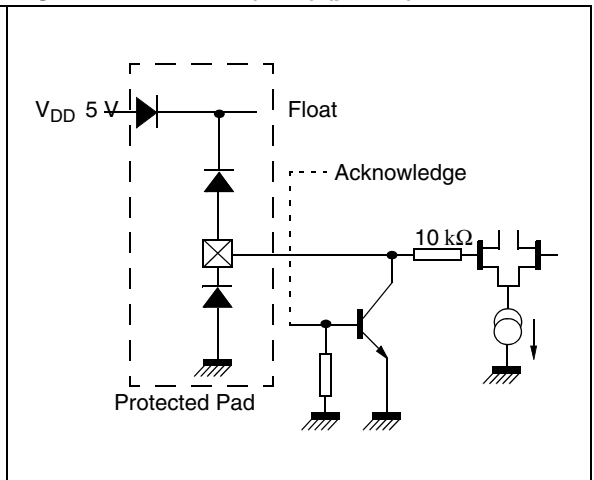 V_DD 5 V
Float
Acknowledge
10 kΩ
Protected Pad